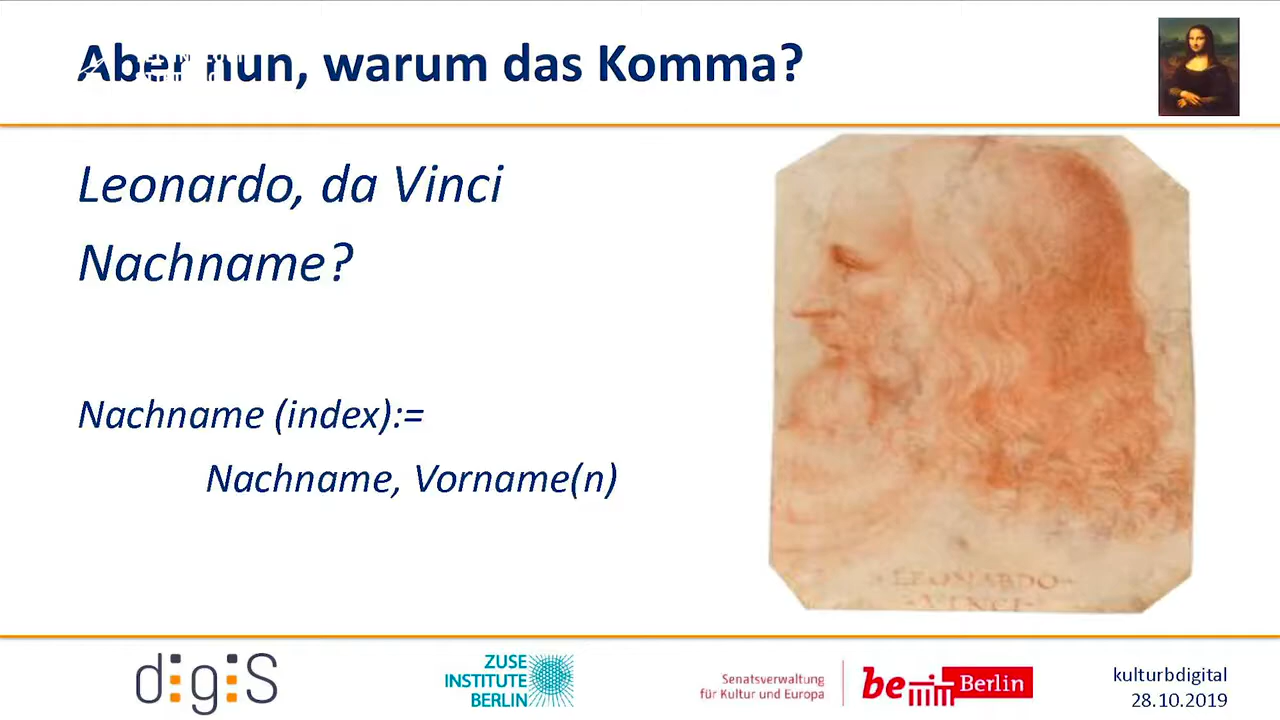 Aber nun, warum das Komma?
Leonardo, da Vinci
Nachname?
Nachname (index):=
Nachname, Vorname(n)
LEONARDO
VINCI
digiS
ZUSE
INSTITUTE
BERLIN
Senatsverwaltung
für Kultur und Europa
be Berlin
kulturbdigital
28.10.2019